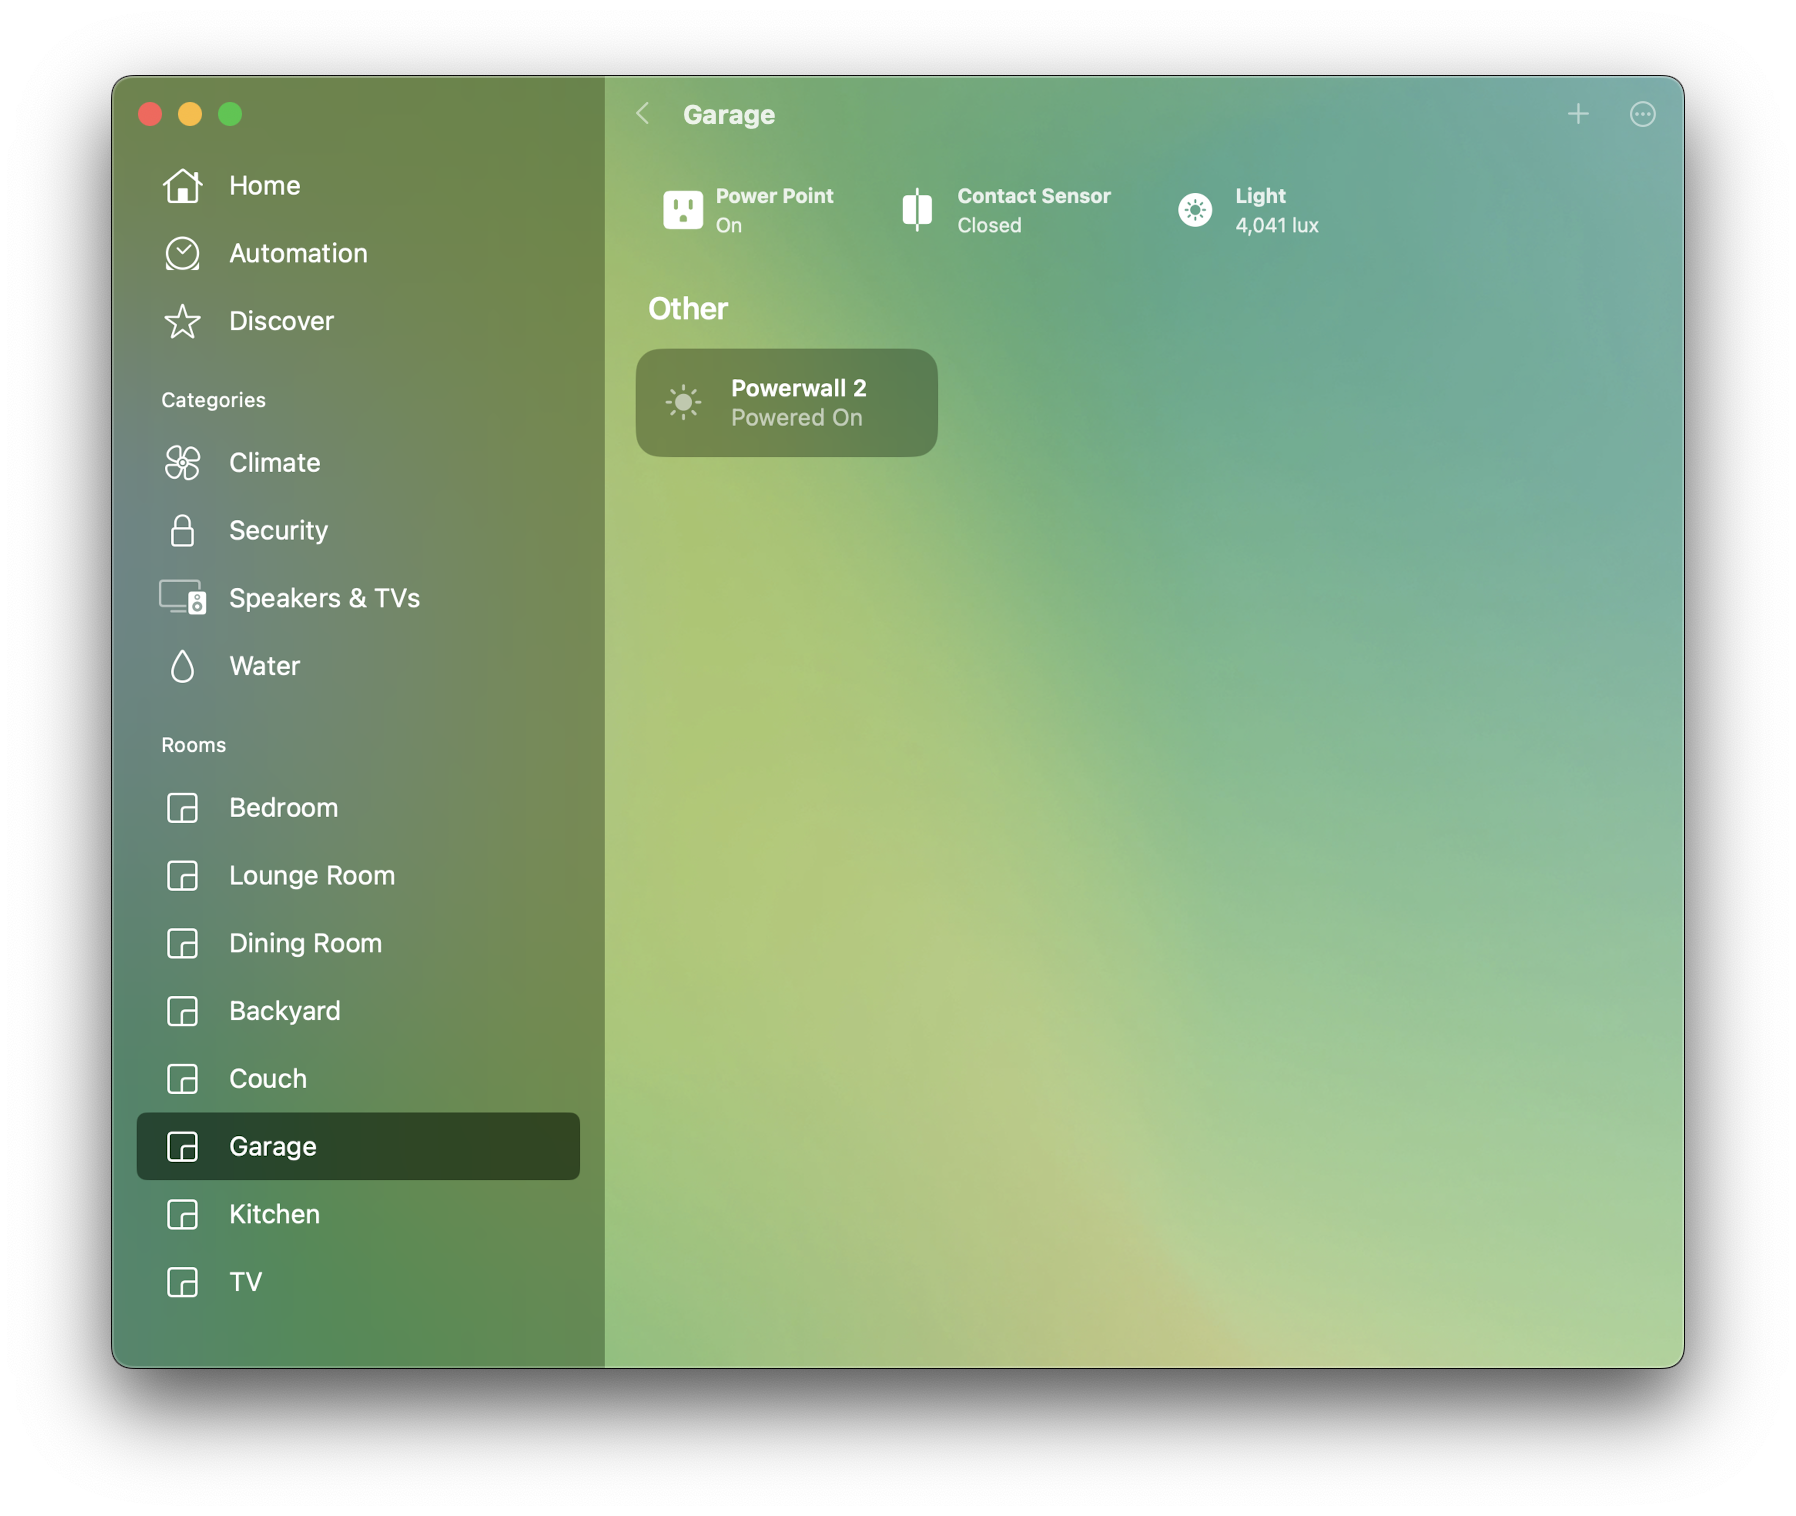 Home
Automation
Discover
Categories
Climate
Security
Speakers & TVs
Water
Rooms
Bedroom
Lounge Room
Dining Room
Backyard
Couch
Garage
Kitchen
TV
Garage
Power Point
On
Contact Sensor
Closed
Light
4,041 lux
Other
Powerwall 2
Powered On